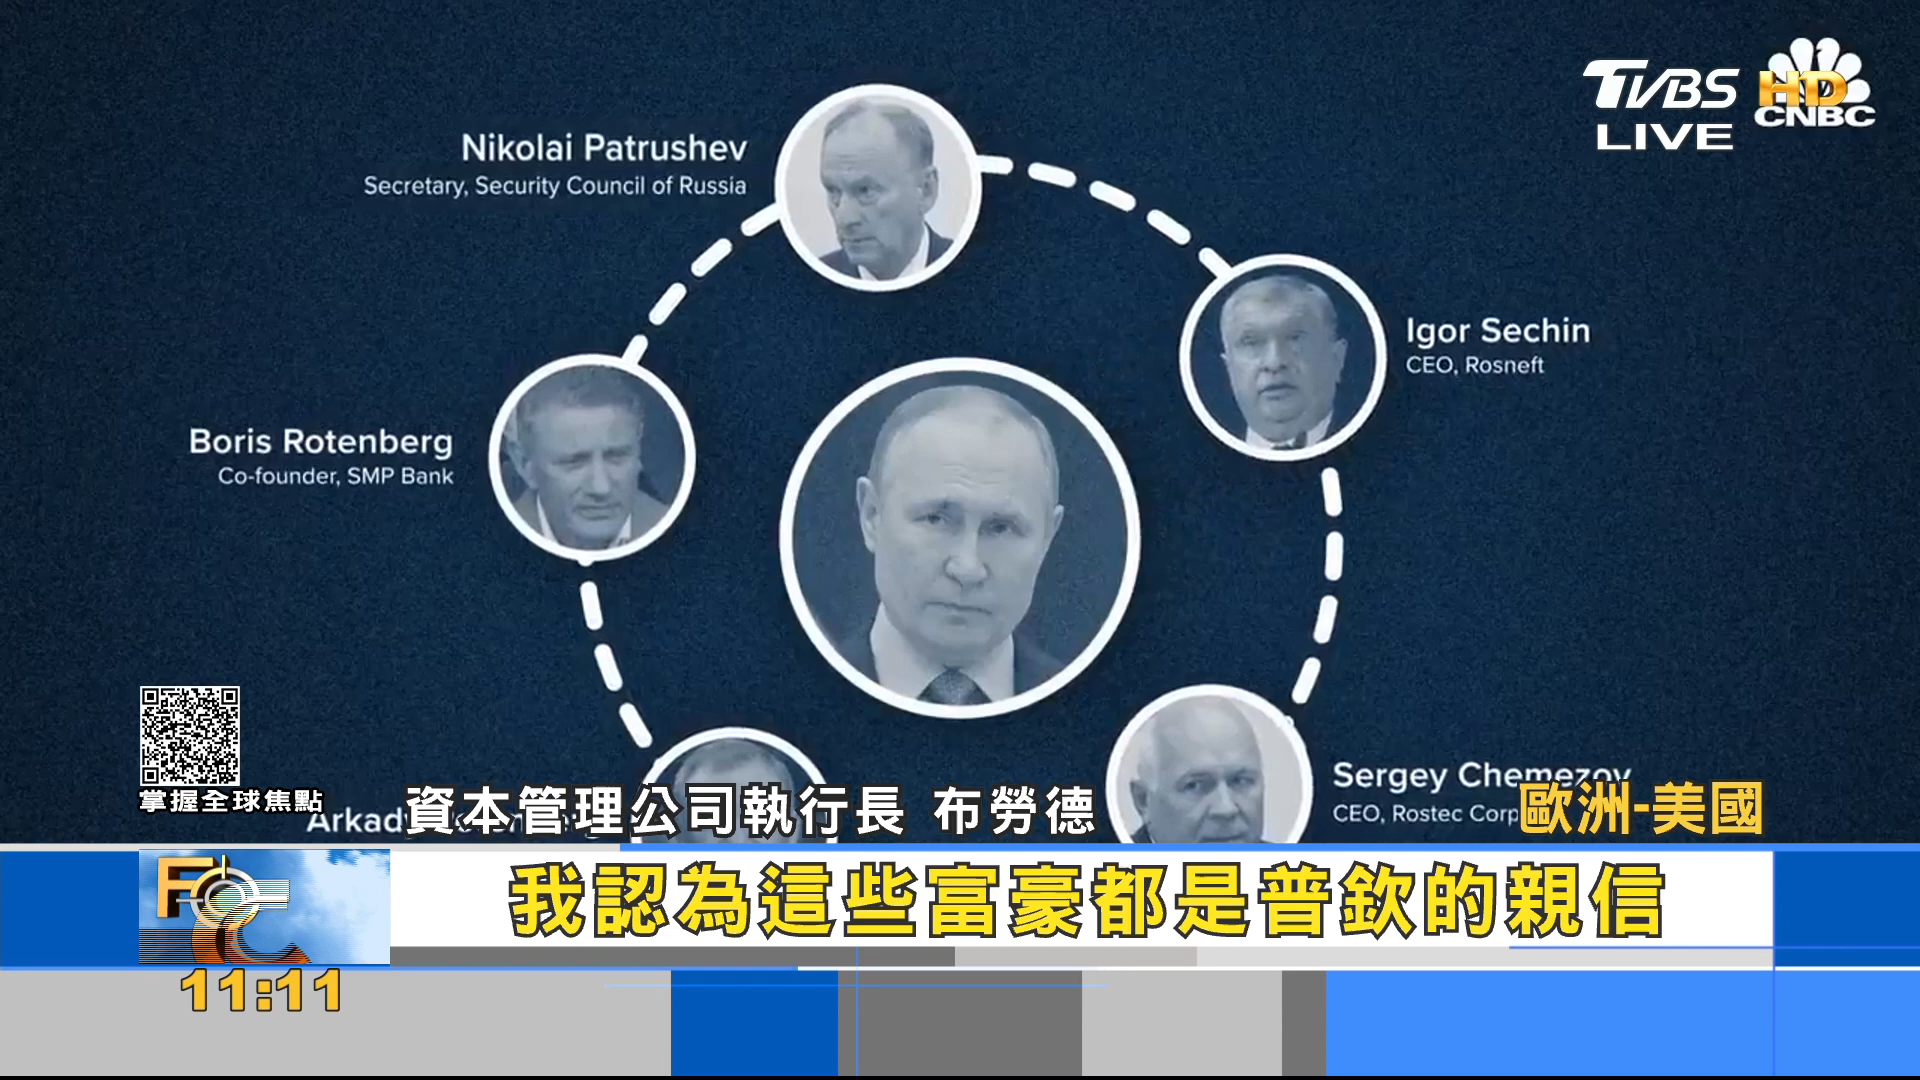 TVBS
HD
CNBC
LIVE
Nikolai Patrushev
Secretary, Security Council of Russia
Igor Sechin
CEO, Rosneft
Boris Rotenberg
Co-founder, SMP Bank
Sergey Chemezov
CEO, Rostec Corp
掌握全球焦點
Arkady
資本管理公司執行長 布勞德
歐洲-美國
我認為這些富豪都是普欽的親信
11:11